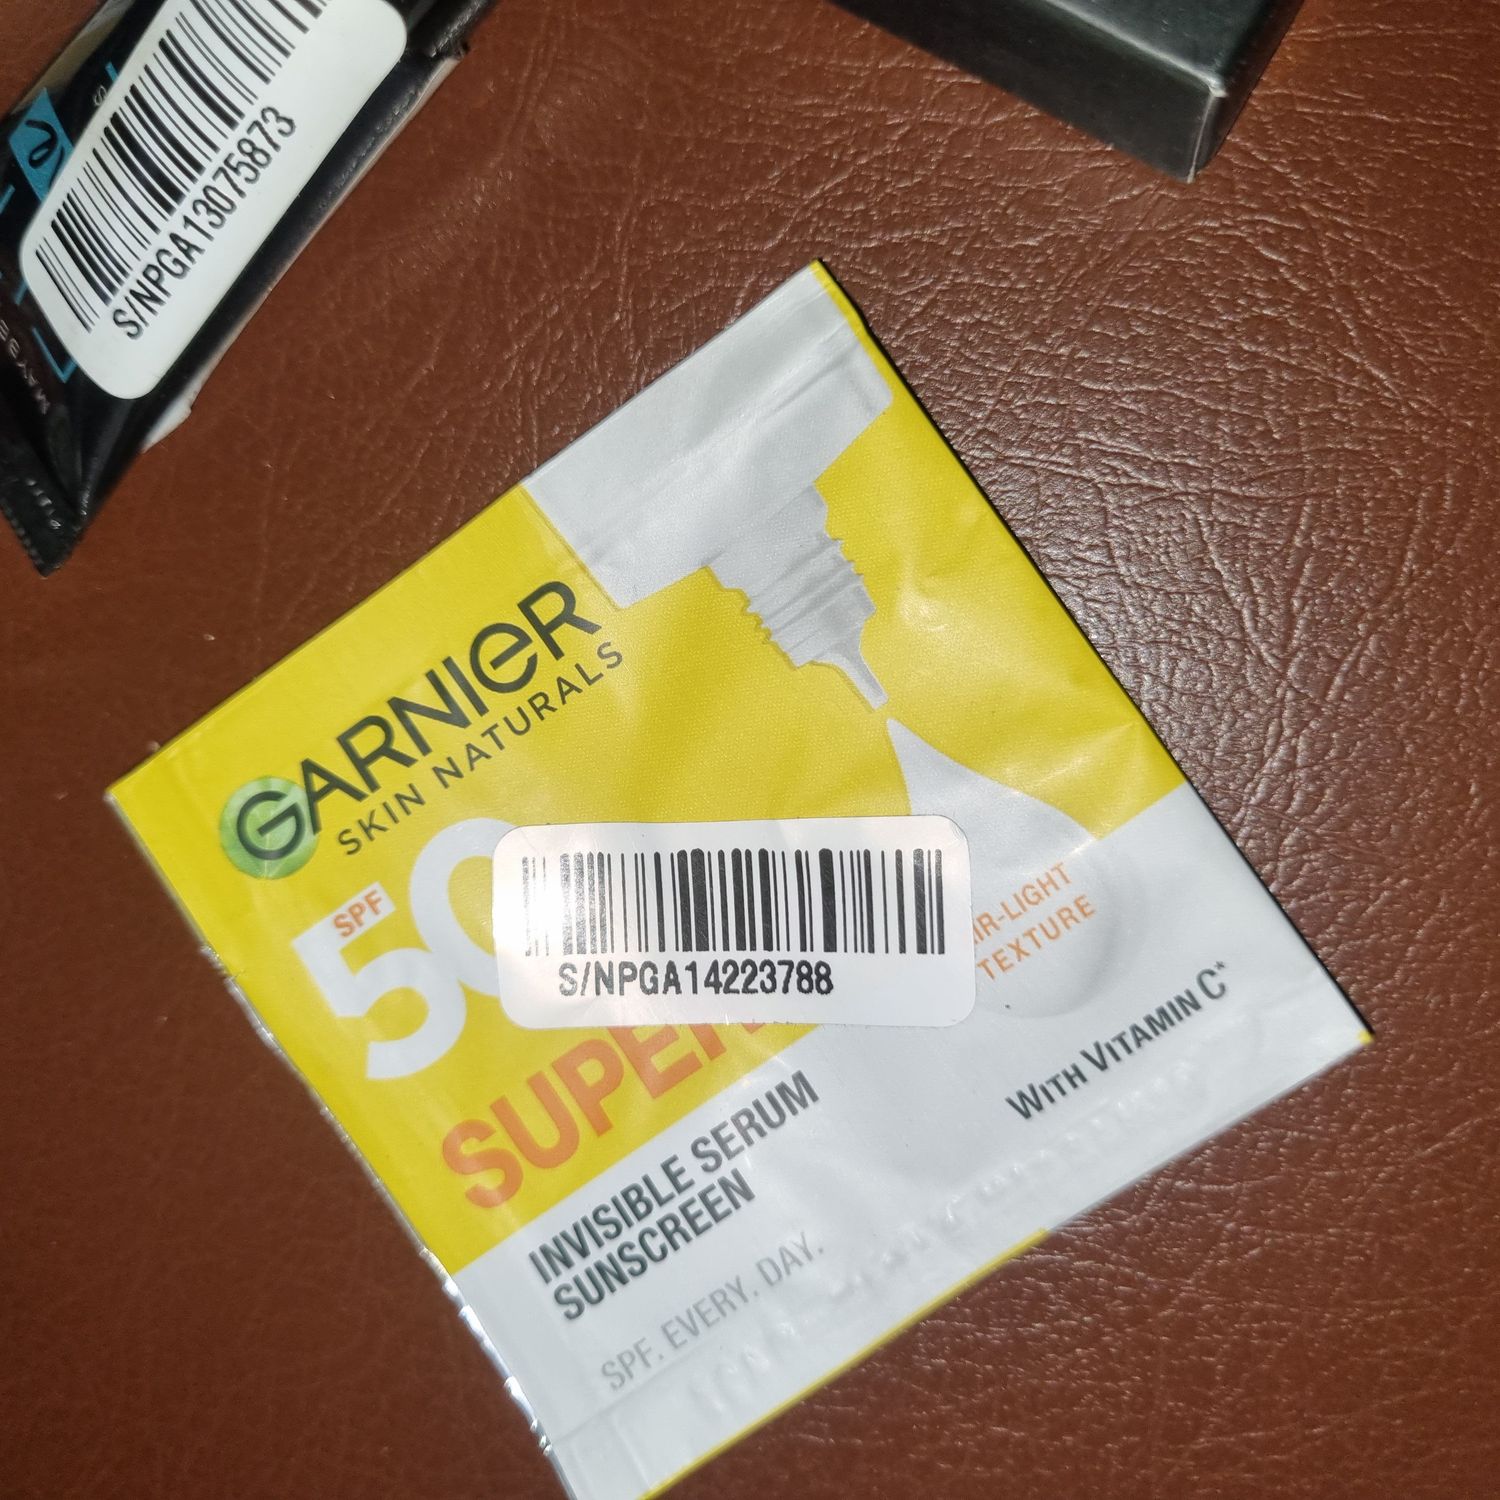 S/NPGA13075873
GARNIER
SKIN NATURALS
SPF
50
S/NPGA14223788
SUPER
INVISIBLE SERUM
SUNSCREEN
SPF. EVERY. DAY.
TEXTURE
WITH VITAMIN C*